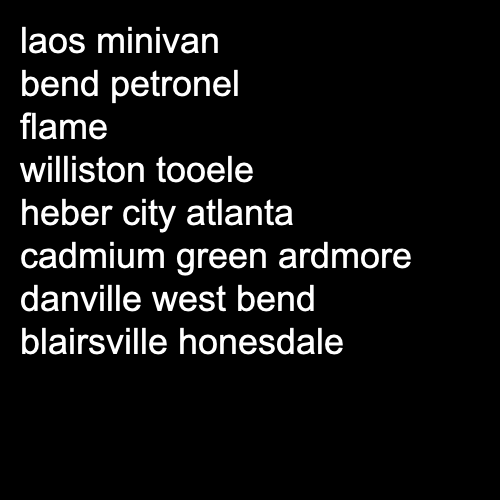 laos minivan
bend petronel
flame
williston tooele
heber city atlanta
cadmium green ardmore
danville west bend
blairsville honesdale